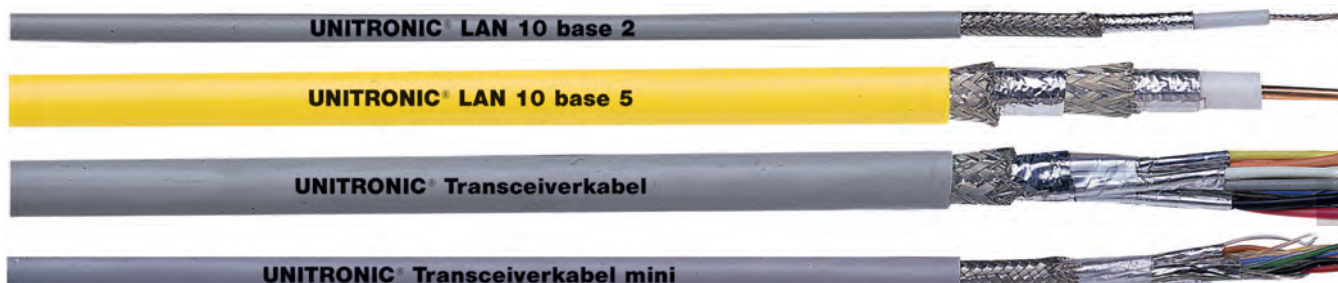 UNITRONIC® LAN 10 base 2
UNITRONIC® LAN 10 base 5
UNITRONIC® Transceiverkabel
UNITRONIC® Transceiverkabel mini